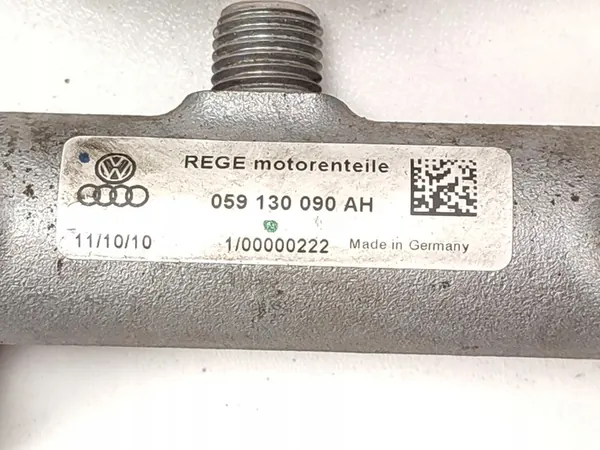 REGE motorenteile
059 130 090 AH
11/10/10 1/00000222 Made in Germany